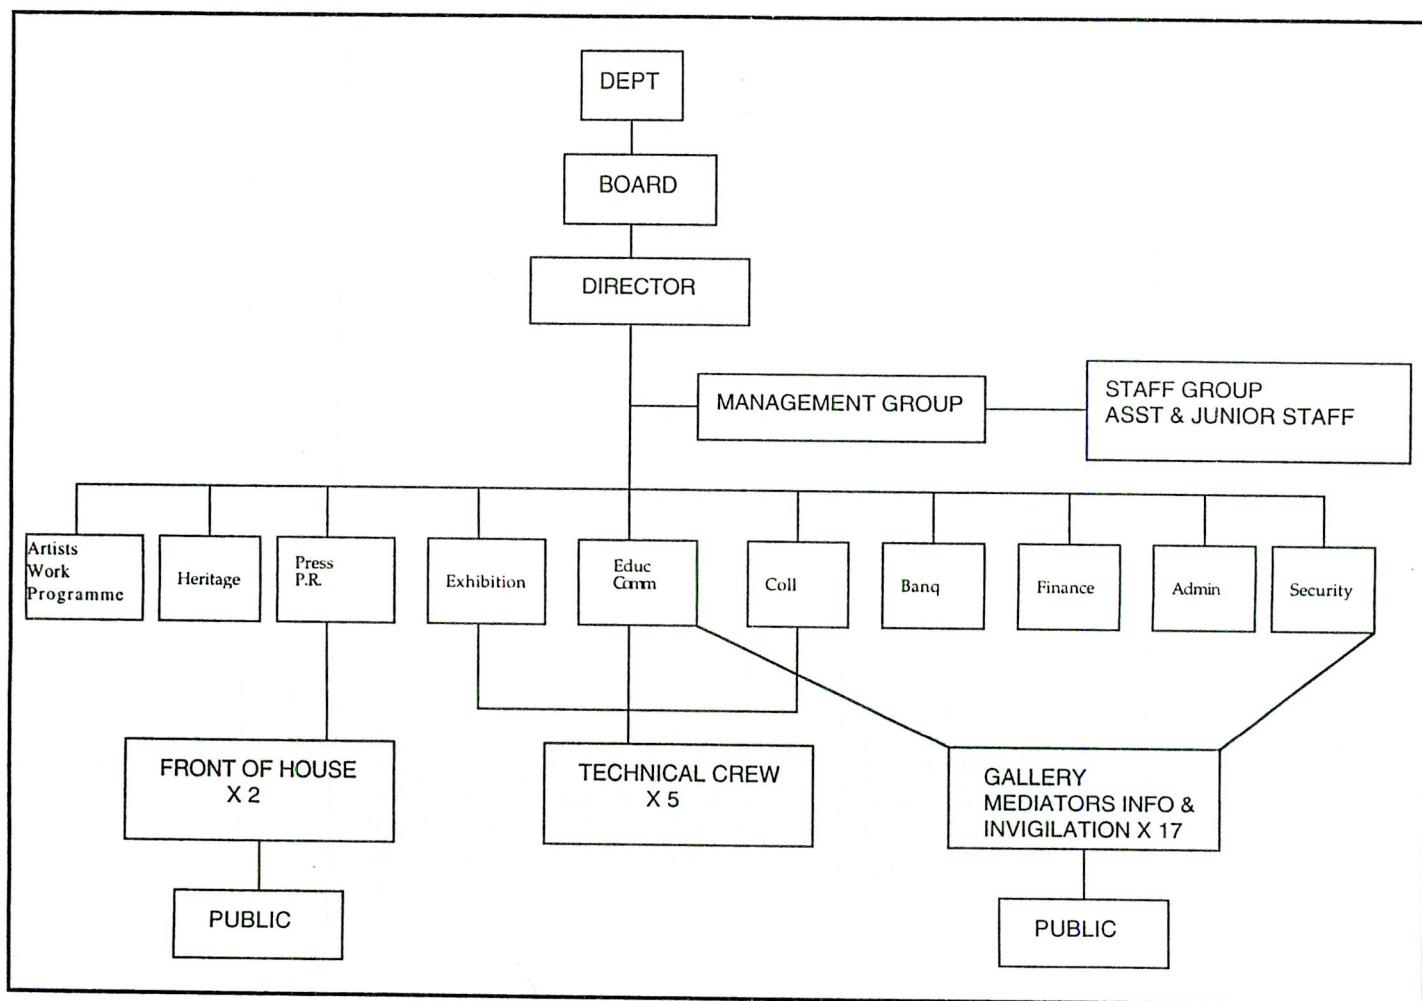 DEPT
BOARD
DIRECTOR
MANAGEMENT GROUP
STAFF GROUP
ASST & JUNIOR STAFF
Artists
Work
Programme
Heritage
Press
P.R.
Exhibition
Educ
Comm
Coll
Banq
Finance
Admin
Security
FRONT OF HOUSE
X 2
TECHNICAL CREW
X 5
GALLERY
MEDIATORS INFO &
INVIGILATION X 17
PUBLIC
PUBLIC